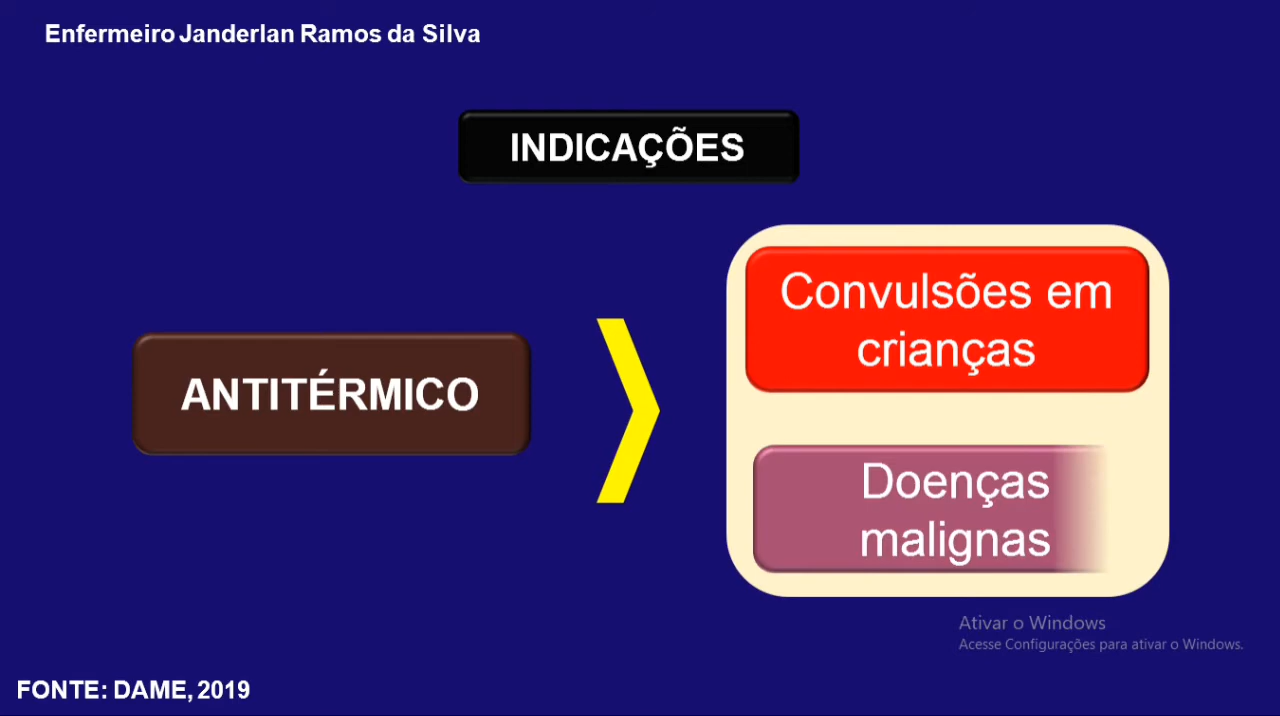 Enfermeiro Janderlan Ramos da Silva
INDICAÇÕES
ANTITÉRMICO
Convulsões em
crianças
Doenças
malignas
Ativar o Windows
Acesse Configurações para ativar o Windows.
FONTE: DAME, 2019